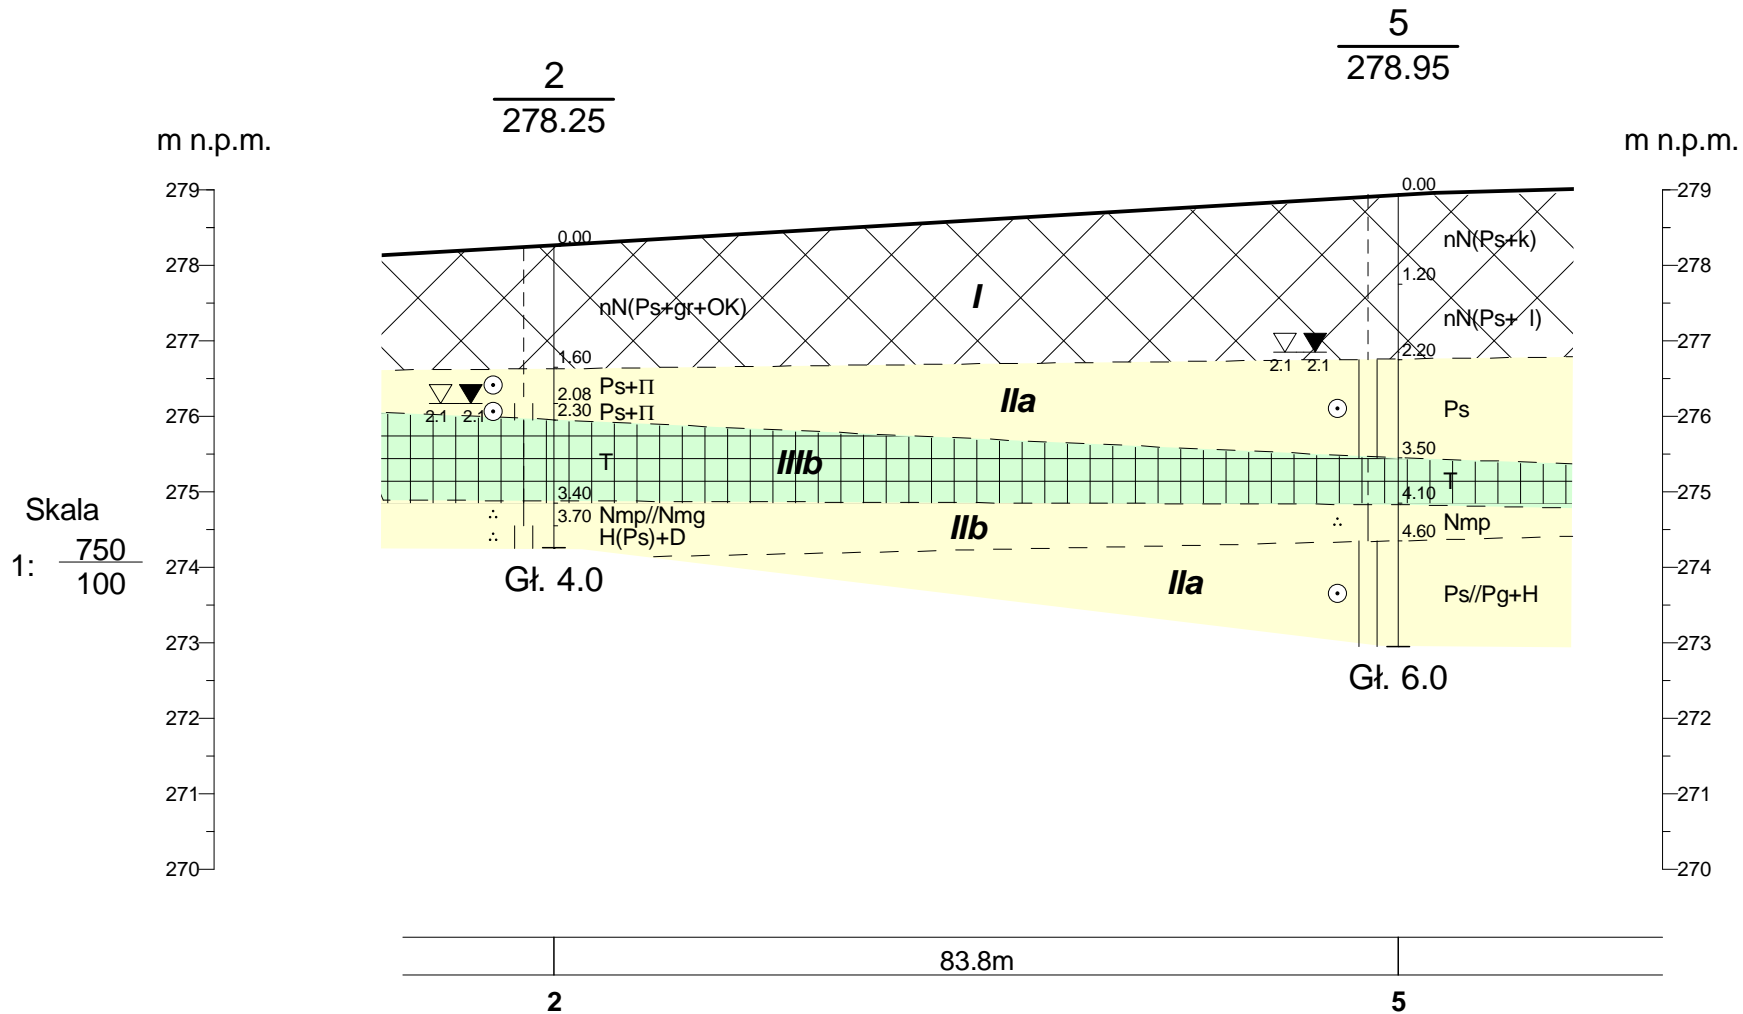 5
278.95
2
278.25
m n.p.m.
m n.p.m.
279
279
0.00
0.00
nN(Ps+k)
278
1.20
278
I
nN(Ps+gr+OK)
nN(Ps+ I)
277
277
1.60
2.20
2.1 2.1
Ps+Π
2.08
IIa
276
2.1 2.1
2.30 Ps+Π
Ps
276
3.50
T
IIIb
T
275
3.40
4.10
275
Skala
3.70 Nmp//Nmg
IIb
Nmp
H(Ps)+D
4.60
1: 750
100
274
Gł. 4.0
IIa
Ps//Pg+H
274
273
273
Gł. 6.0
272
272
271
271
270
270
83.8m
2
5